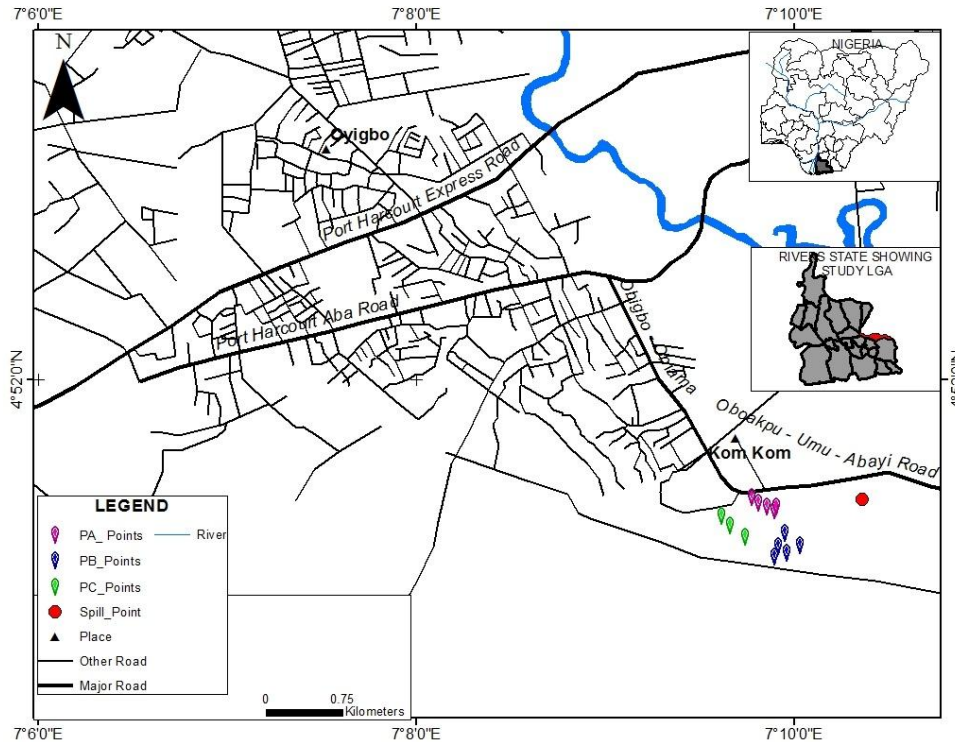 7°6'0"E
7°8'0"E
7°10'0"E
N
NIGERIA
Oyigbo
Port Harcourt Express Road
RIVERS STATE SHOWING
STUDY LGA
Port Harcourt Aba Road
4°52'0"N
Oboakpu - Umu - Abayi Road
Kom Kom
LEGEND
PA_ Points
River
PB_Points
PC_Points
Spill_Point
Place
Other Road
Major Road
0 0.75
Kilometers
7°6'0"E
7°8'0"E
7°10'0"E